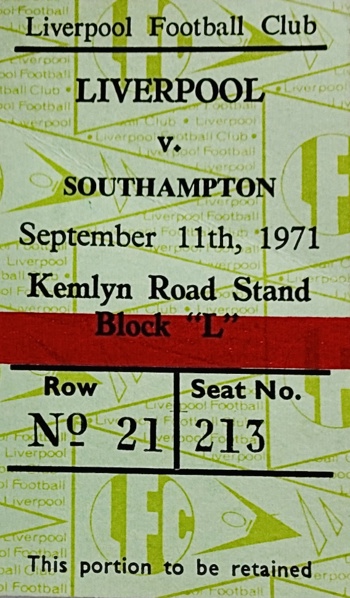 Liverpool Football Club
LIVERPOOL
v.
SOUTHAMPTON
September 11th, 1971
Kemlyn Road Stand
Block "L"
Row
Seat No.
Nº 21
213
LFC
This portion to be retained